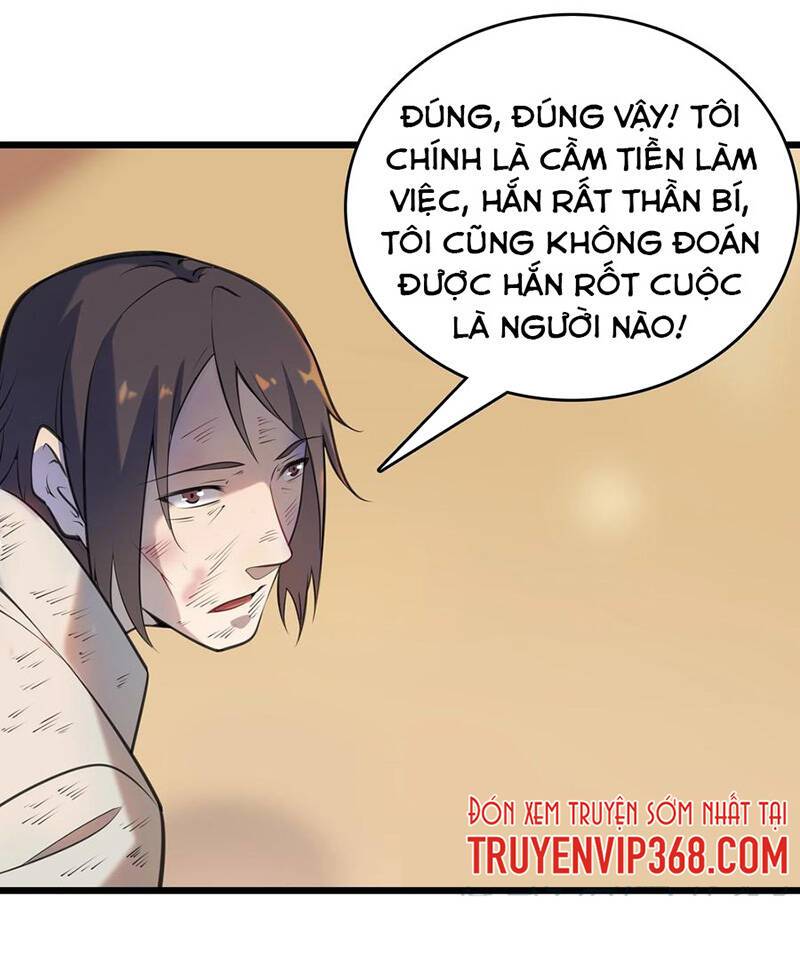 ĐÚNG, ĐÚNG VẬY! TÔI
CHÍNH LÀ CẦM TIỀN LÀM
VIỆC, HẮN RẤT THẦN BÍ,
TÔI CŨNG KHÔNG ĐOÁN
ĐƯỢC HẮN RỐT CUỘC
LÀ NGƯỜI NÀO!
ĐÓN XEM TRUYỆN SỚM NHẤT TẠI
TRUYENVIP368.COM